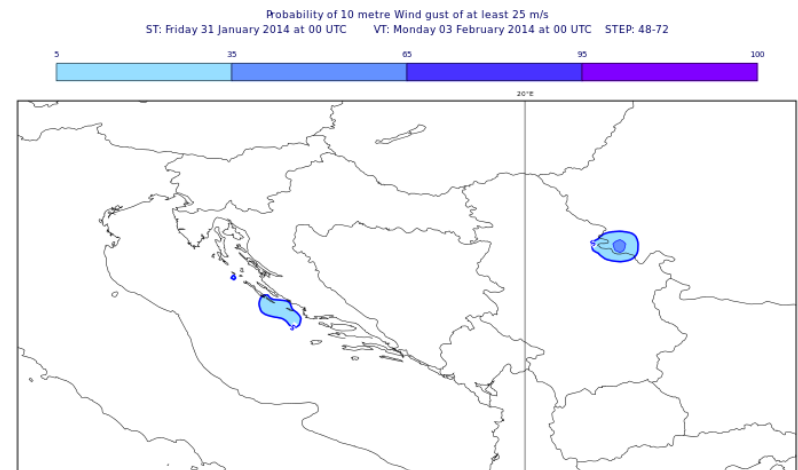 Probability of 10 metre Wind gust of at least 25 m/s
ST: Friday 31 January 2014 at 00 UTC VT: Monday 03 February 2014 at 00 UTC STEP: 48-72
5 35 65 95 100
20°E